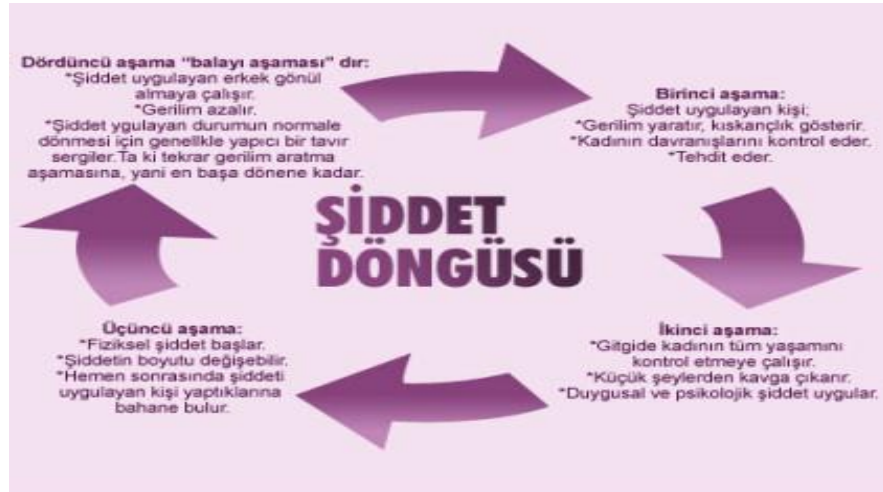 ŞİDDET
DÖNGÜSÜ
Birinci aşama:
Şiddet uygulayan kişi;
*Gerilim yaratır, kıskançlık gösterir.
*Kadının davranışlarını kontrol eder.
*Tehdit eder.
İkinci aşama:
*Gitgide kadının tüm yaşamını
kontrol etmeye çalışır.
*Küçük şeylerden kavga çıkarır.
*Duygusal ve psikolojik şiddet uygular.
Üçüncü aşama:
*Fiziksel şiddet başlar.
*Şiddetin boyutu değişebilir.
*Hemen sonrasında şiddeti
uygulayan kişi yaptıklarına
bahane bulur.
Dördüncü aşama “balayı aşaması” dır:
*Şiddet uygulayan erkek gönül
almaya çalışır.
*Gerilim azalır.
*Şiddet ygulayan durumun normale
dönmesi için genellkle yapıcı bir tavır
sergiler.Ta ki tekrar gerilim aratma
aşamasına, yani en başa dönene kadar.